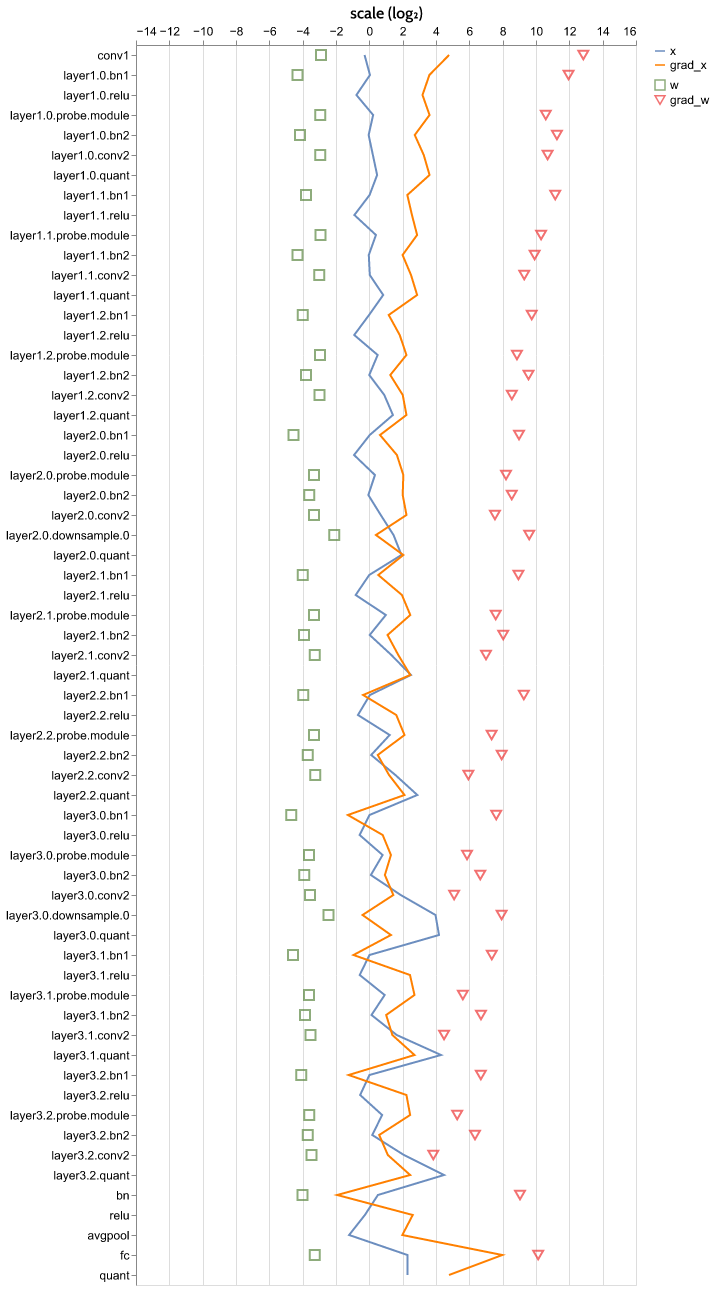 scale (log₂)
−14 −12 −10 −8 −6 −4 −2 0 2 4 6 8 10 12 14 16
x
grad_x
w
grad_w
conv1
layer1.0.bn1
layer1.0.relu
layer1.0.probe.module
layer1.0.bn2
layer1.0.conv2
layer1.0.quant
layer1.1.bn1
layer1.1.relu
layer1.1.probe.module
layer1.1.bn2
layer1.1.conv2
layer1.1.quant
layer1.2.bn1
layer1.2.relu
layer1.2.probe.module
layer1.2.bn2
layer1.2.conv2
layer1.2.quant
layer2.0.bn1
layer2.0.relu
layer2.0.probe.module
layer2.0.bn2
layer2.0.conv2
layer2.0.downsample.0
layer2.0.quant
layer2.1.bn1
layer2.1.relu
layer2.1.probe.module
layer2.1.bn2
layer2.1.conv2
layer2.1.quant
layer2.2.bn1
layer2.2.relu
layer2.2.probe.module
layer2.2.bn2
layer2.2.conv2
layer2.2.quant
layer3.0.bn1
layer3.0.relu
layer3.0.probe.module
layer3.0.bn2
layer3.0.conv2
layer3.0.downsample.0
layer3.0.quant
layer3.1.bn1
layer3.1.relu
layer3.1.probe.module
layer3.1.bn2
layer3.1.conv2
layer3.1.quant
layer3.2.bn1
layer3.2.relu
layer3.2.probe.module
layer3.2.bn2
layer3.2.conv2
layer3.2.quant
bn
relu
avgpool
fc
quant